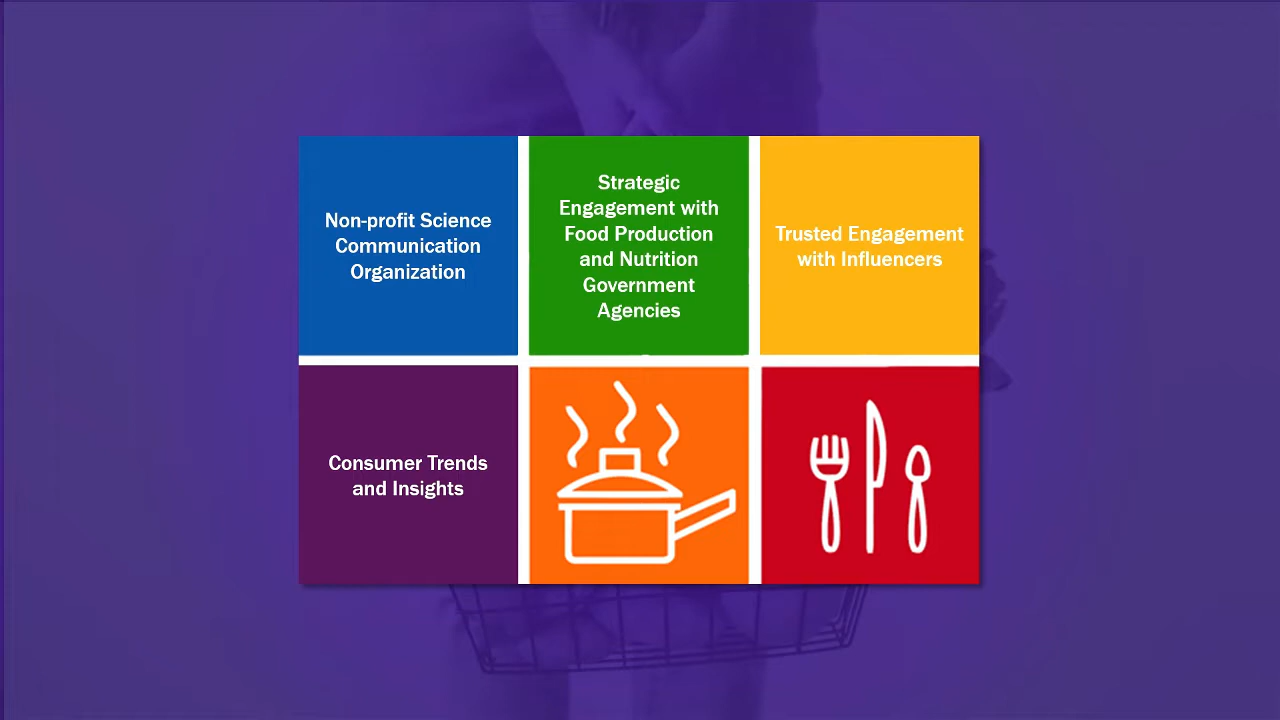 Non-profit Science
Communication
Organization
Strategic
Engagement with
Food Production
and Nutrition
Government
Agencies
Trusted Engagement
with Influencers
Consumer Trends
and Insights